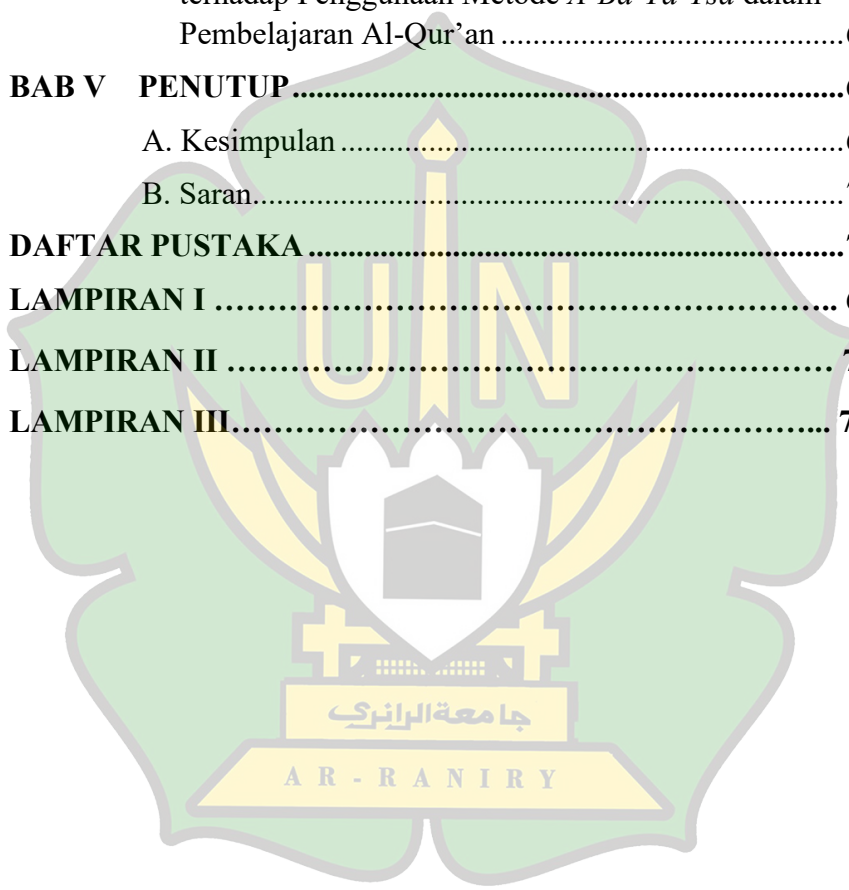 terhadap Penggunaan Metode A-Ba-Ta-Tsa dalam
Pembelajaran Al-Qur’an ............................................
BAB V PENUTUP......................................................................
A. Kesimpulan ................................................................
B. Saran...........................................................................
DAFTAR PUSTAKA ...................................................................
LAMPIRAN I ………………………………………………………..
LAMPIRAN II ………………………………………………………
LAMPIRAN III……………………………………………………...
UIN
جامعة الرانري
AR-RANIRY